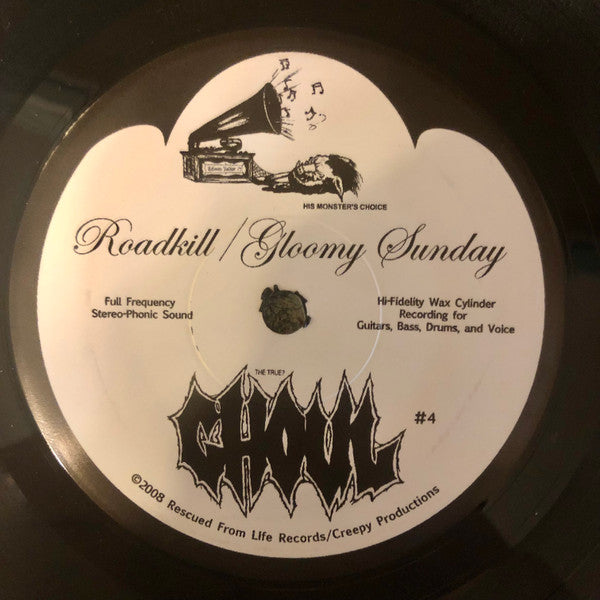 HIS MONSTER'S CHOICE
Roadkill / Gloomy Sunday
Full Frequency
Stereo-Phonic Sound
Hi-Fidelity Wax Cylinder
Recording for
Guitars, Bass, Drums, and Voice
THE TRUE?
GHOUL
#4
©2008 Rescued From Life Records/Creepy Productions